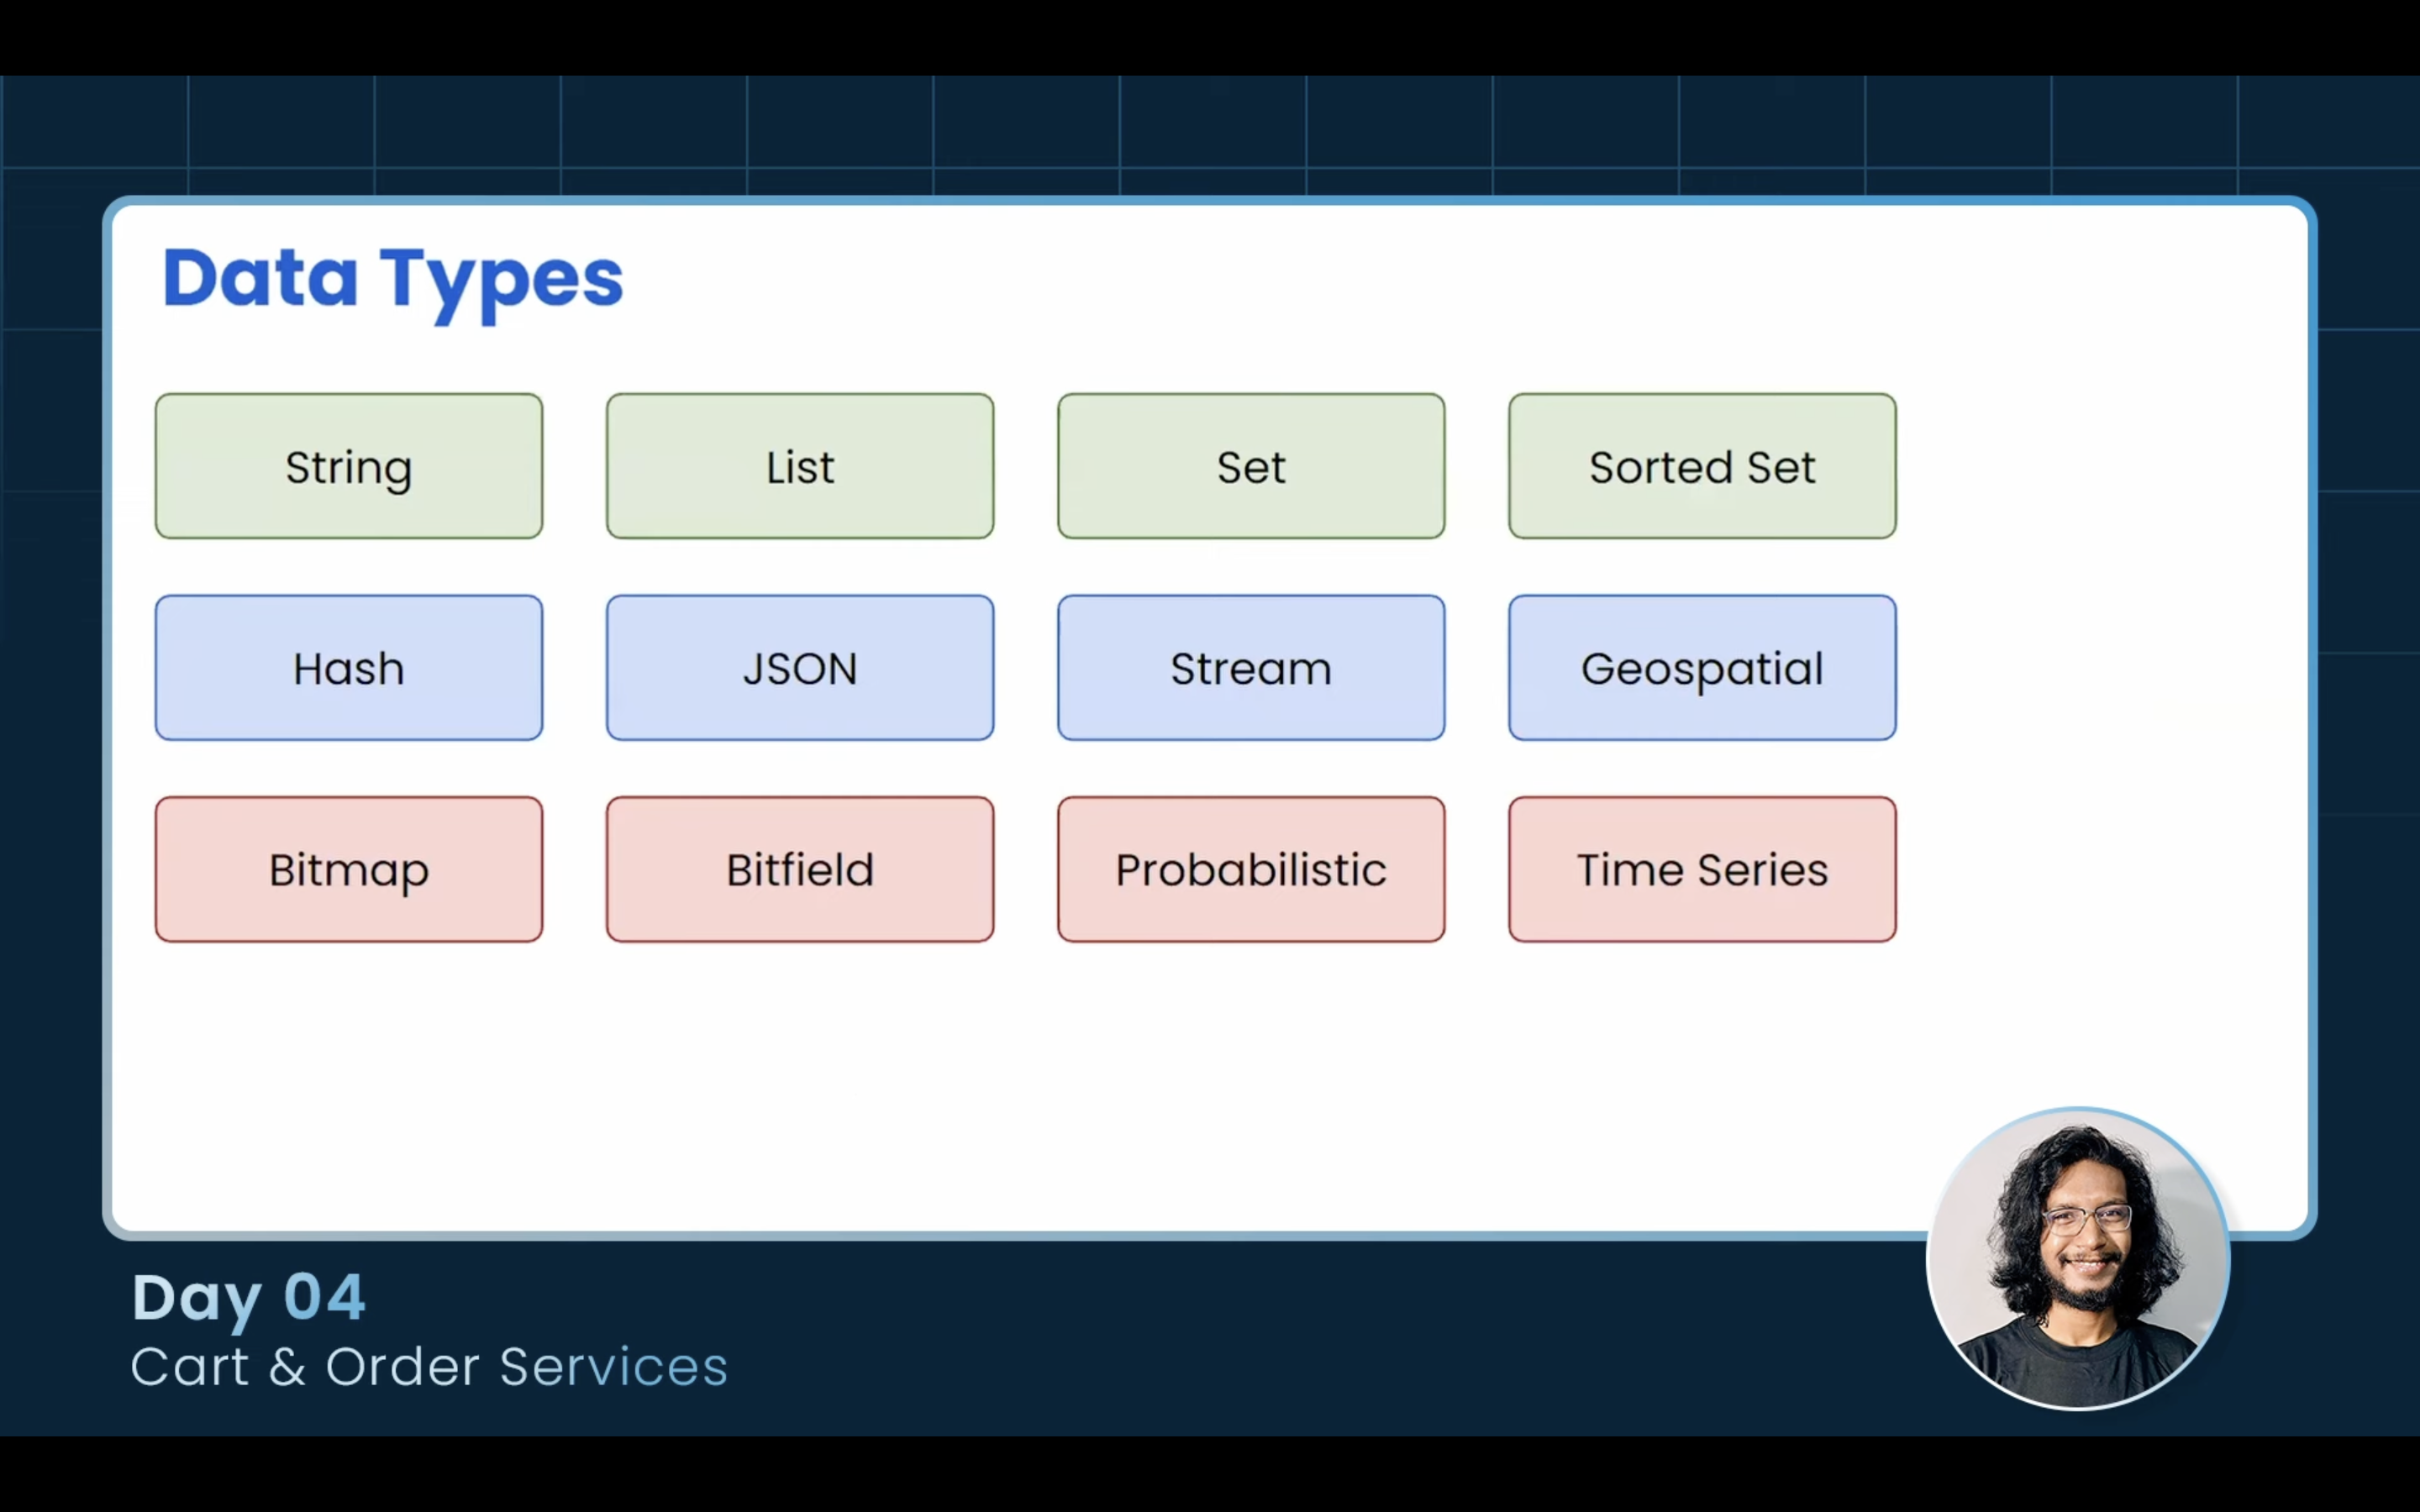 Data Types
String
List
Set
Sorted Set
Hash
JSON
Stream
Geospatial
Bitmap
Bitfield
Probabilistic
Time Series
Day 04
Cart & Order Services